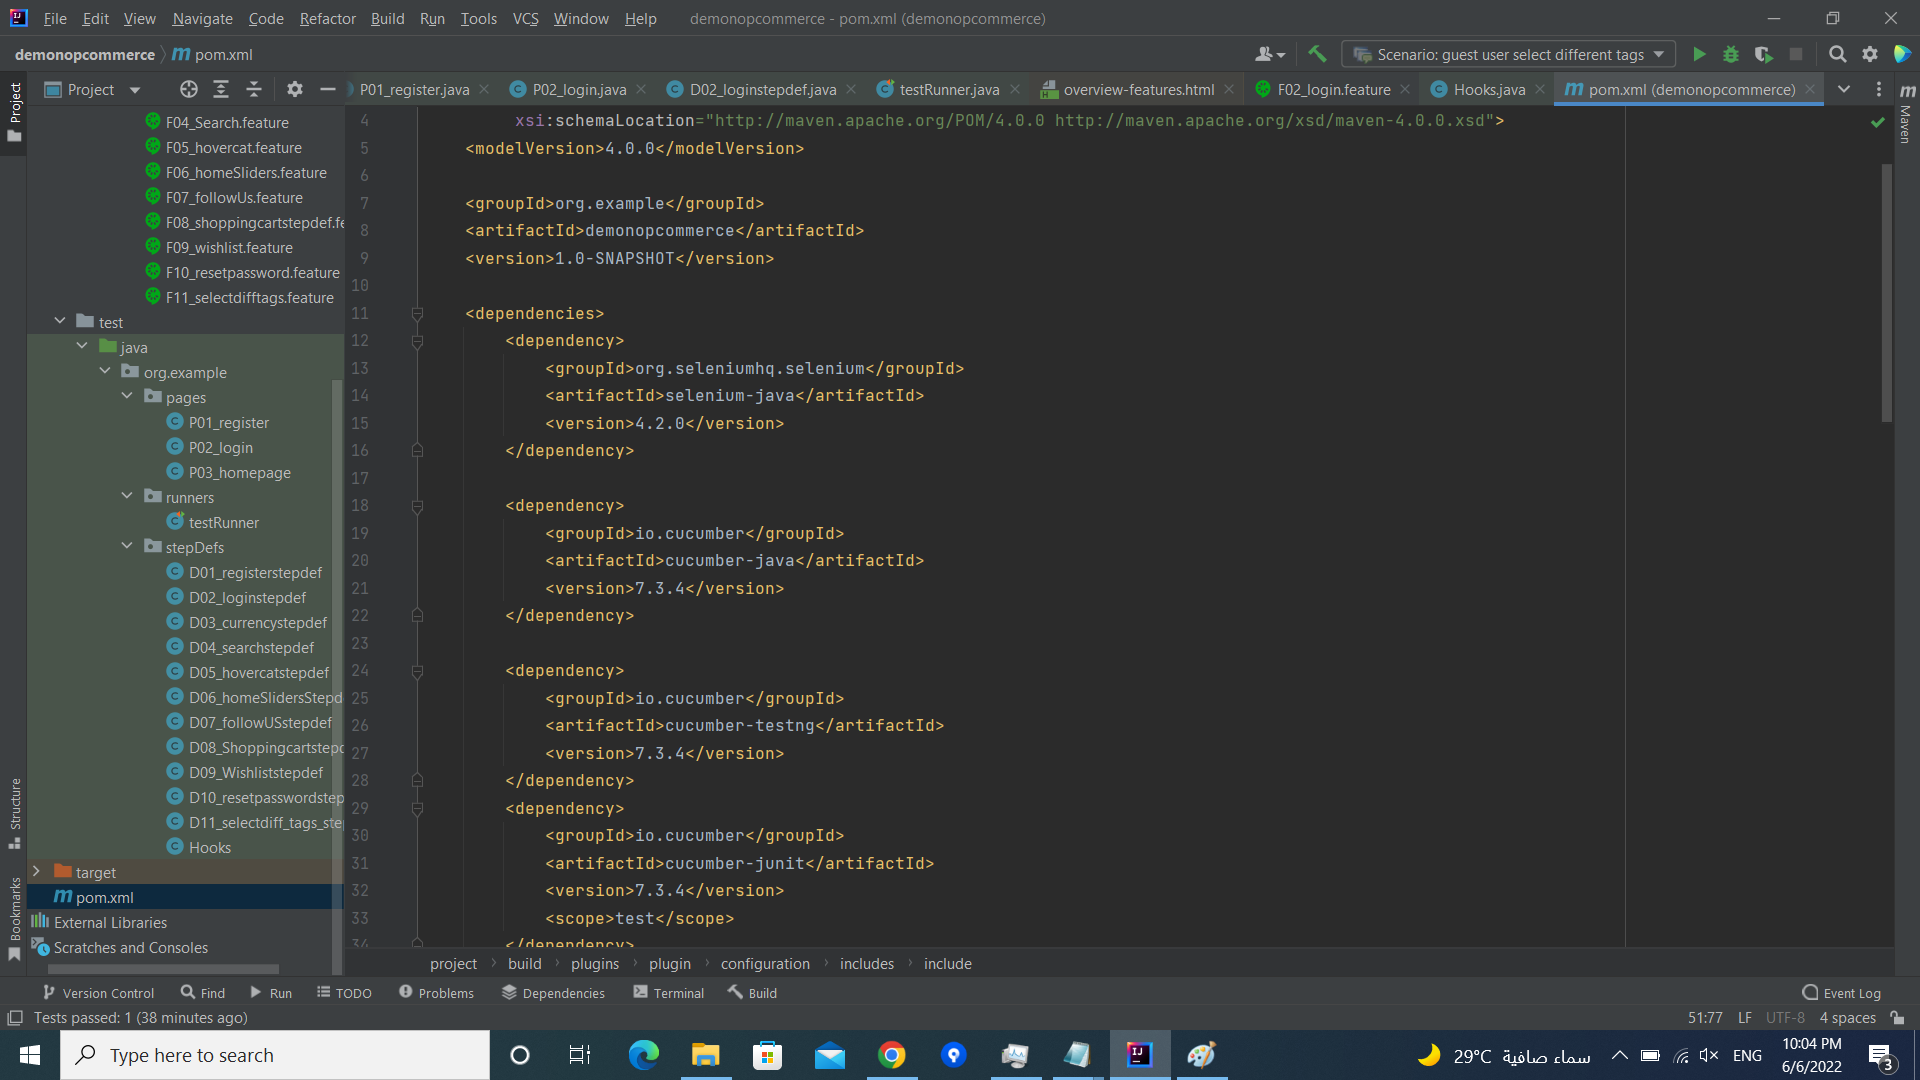 File Edit View Navigate Code Refactor Build Run Tools VCS Window Help demonopcommerce - pom.xml (demonopcommerce)
demonopcommerce pom.xml
Scenario: guest user select different tags
Project
P01_register.java P02_login.java D02_loginstepdef.java testRunner.java overview-features.html F02_login.feature Hooks.java pom.xml (demonopcommerce)
Project
Structure
Bookmarks
Maven
F04_Search.feature
F05_hovercat.feature
F06_homeSliders.feature
F07_followUs.feature
F08_shoppingcartstepdef.fe
F09_wishlist.feature
F10_resetpassword.feature
F11_selectdifftags.feature
test
java
org.example
pages
P01_register
P02_login
P03_homepage
runners
testRunner
stepDefs
D01_registerstepdef
D02_loginstepdef
D03_currencystepdef
D04_searchstepdef
D05_hovercatstepdef
D06_homeSlidersStepd
D07_followUSstepdef
D08_Shoppingcartstepd
D09_Wishliststepdef
D10_resetpasswordstep
D11_selectdiff_tags_ste
Hooks
target
pom.xml
External Libraries
Scratches and Consoles
4 xsi:schemaLocation="http://maven.apache.org/POM/4.0.0 http://maven.apache.org/xsd/maven-4.0.0.xsd">
5 <modelVersion>4.0.0</modelVersion>
6
7 <groupId>org.example</groupId>
8 <artifactId>demonopcommerce</artifactId>
9 <version>1.0-SNAPSHOT</version>
10
11 <dependencies>
12 <dependency>
13 <groupId>org.seleniumhq.selenium</groupId>
14 <artifactId>selenium-java</artifactId>
15 <version>4.2.0</version>
16 </dependency>
17
18 <dependency>
19 <groupId>io.cucumber</groupId>
20 <artifactId>cucumber-java</artifactId>
21 <version>7.3.4</version>
22 </dependency>
23
24 <dependency>
25 <groupId>io.cucumber</groupId>
26 <artifactId>cucumber-testng</artifactId>
27 <version>7.3.4</version>
28 </dependency>
29 <dependency>
30 <groupId>io.cucumber</groupId>
31 <artifactId>cucumber-junit</artifactId>
32 <version>7.3.4</version>
33 <scope>test</scope>
34 </dependency>
project build plugins plugin configuration includes include
Version Control Find Run TODO Problems Dependencies Terminal Build Event Log
Tests passed: 1 (38 minutes ago) 51:77 LF UTF-8 4 spaces
Type here to search
29°C سماء صافية ENG
10:04 PM
6/6/2022
3